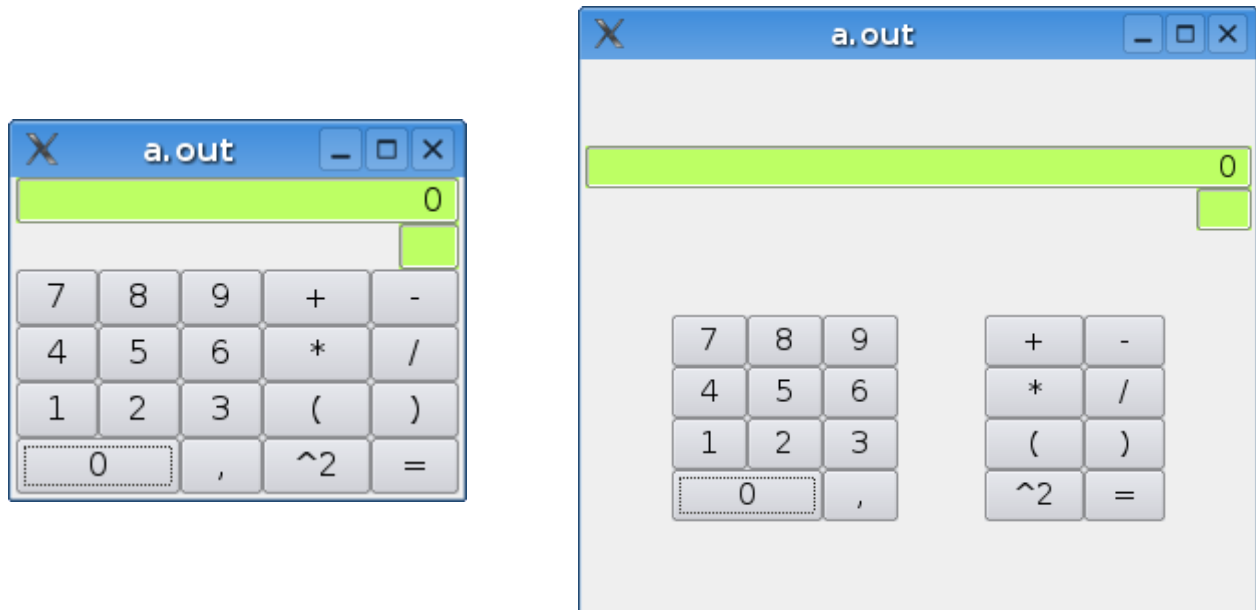 a.out
0
7 8 9 + -
4 5 6 * /
1 2 3 ( )
0 , ^2 =
a.out
0
7 8 9 + -
4 5 6 * /
1 2 3 ( )
0 , ^2 =